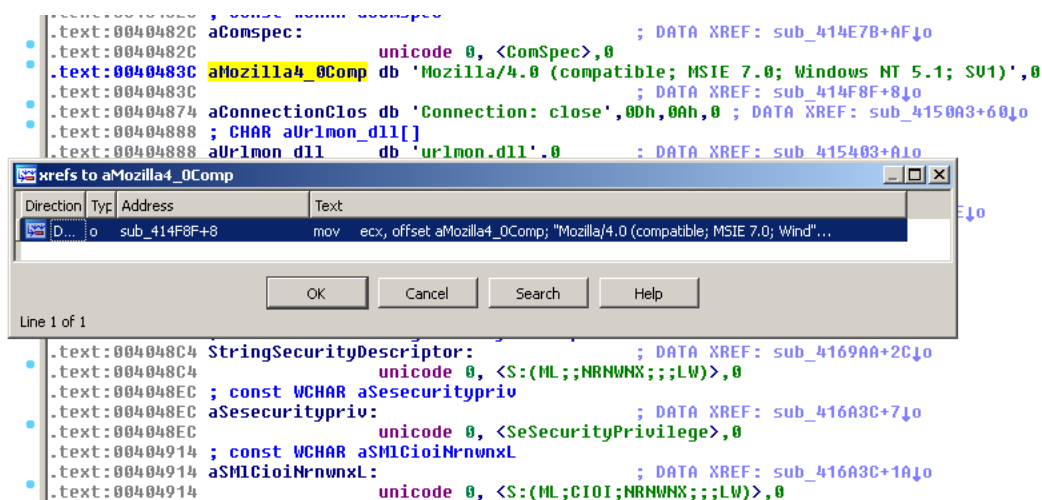 .text:0040482C ; const WCHAR aComspec
.text:0040482C aComspec: ; DATA XREF: sub_414E7B+AF↓o
.text:0040482C unicode 0, <ComSpec>,0
.text:0040483C aMozilla4_0Comp db 'Mozilla/4.0 (compatible; MSIE 7.0; Windows NT 5.1; SV1)',0
.text:0040483C ; DATA XREF: sub_414F8F+8↓o
.text:00404874 aConnectionClos db 'Connection: close',0Dh,0Ah,0 ; DATA XREF: sub_4150A3+60↓o
.text:00404888 ; CHAR aUrlmon_dll[]
.text:00404888 aUrlmon_dll db 'urlmon.dll',0 ; DATA XREF: sub_415403+A↓o
xrefs to aMozilla4_0Comp
Direction Typ Address Text
E↓o
D... o sub_414F8F+8 mov ecx, offset aMozilla4_0Comp; "Mozilla/4.0 (compatible; MSIE 7.0; Wind"...
OK Cancel Search Help
Line 1 of 1
.text:004048C4 StringSecurityDescriptor: ; DATA XREF: sub_4169AA+2C↓o
.text:004048C4 unicode 0, <S:(ML;;NRNWNX;;;LW)>,0
.text:004048EC ; const WCHAR aSesecuritypriv
.text:004048EC aSesecuritypriv: ; DATA XREF: sub_416A3C+7↓o
.text:004048EC unicode 0, <SeSecurityPrivilege>,0
.text:00404914 ; const WCHAR aSMlCioiNrnwnxL
.text:00404914 aSMlCioiNrnwnxL: ; DATA XREF: sub_416A3C+1A↓o
.text:00404914 unicode 0, <S:(ML;CIOI;NRNWNX;;;LW)>,0